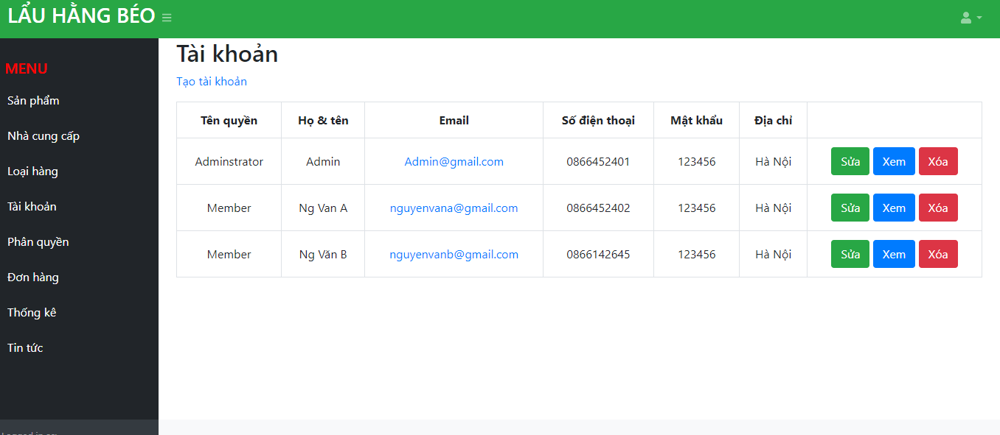 LẨU HẰNG BÉO
MENU
Sản phẩm
Nhà cung cấp
Loại hàng
Tài khoản
Phân quyền
Đơn hàng
Thống kê
Tin tức
Tài khoản
Tạo tài khoản
Tên quyền Họ & tên Email Số điện thoại Mật khẩu Địa chỉ
Adminstrator Admin Admin@gmail.com 0866452401 123456 Hà Nội Sửa Xem Xóa
Member Ng Van A nguyenvana@gmail.com 0866452402 123456 Hà Nội Sửa Xem Xóa
Member Ng Văn B nguyenvanb@gmail.com 0866142645 123456 Hà Nội Sửa Xem Xóa